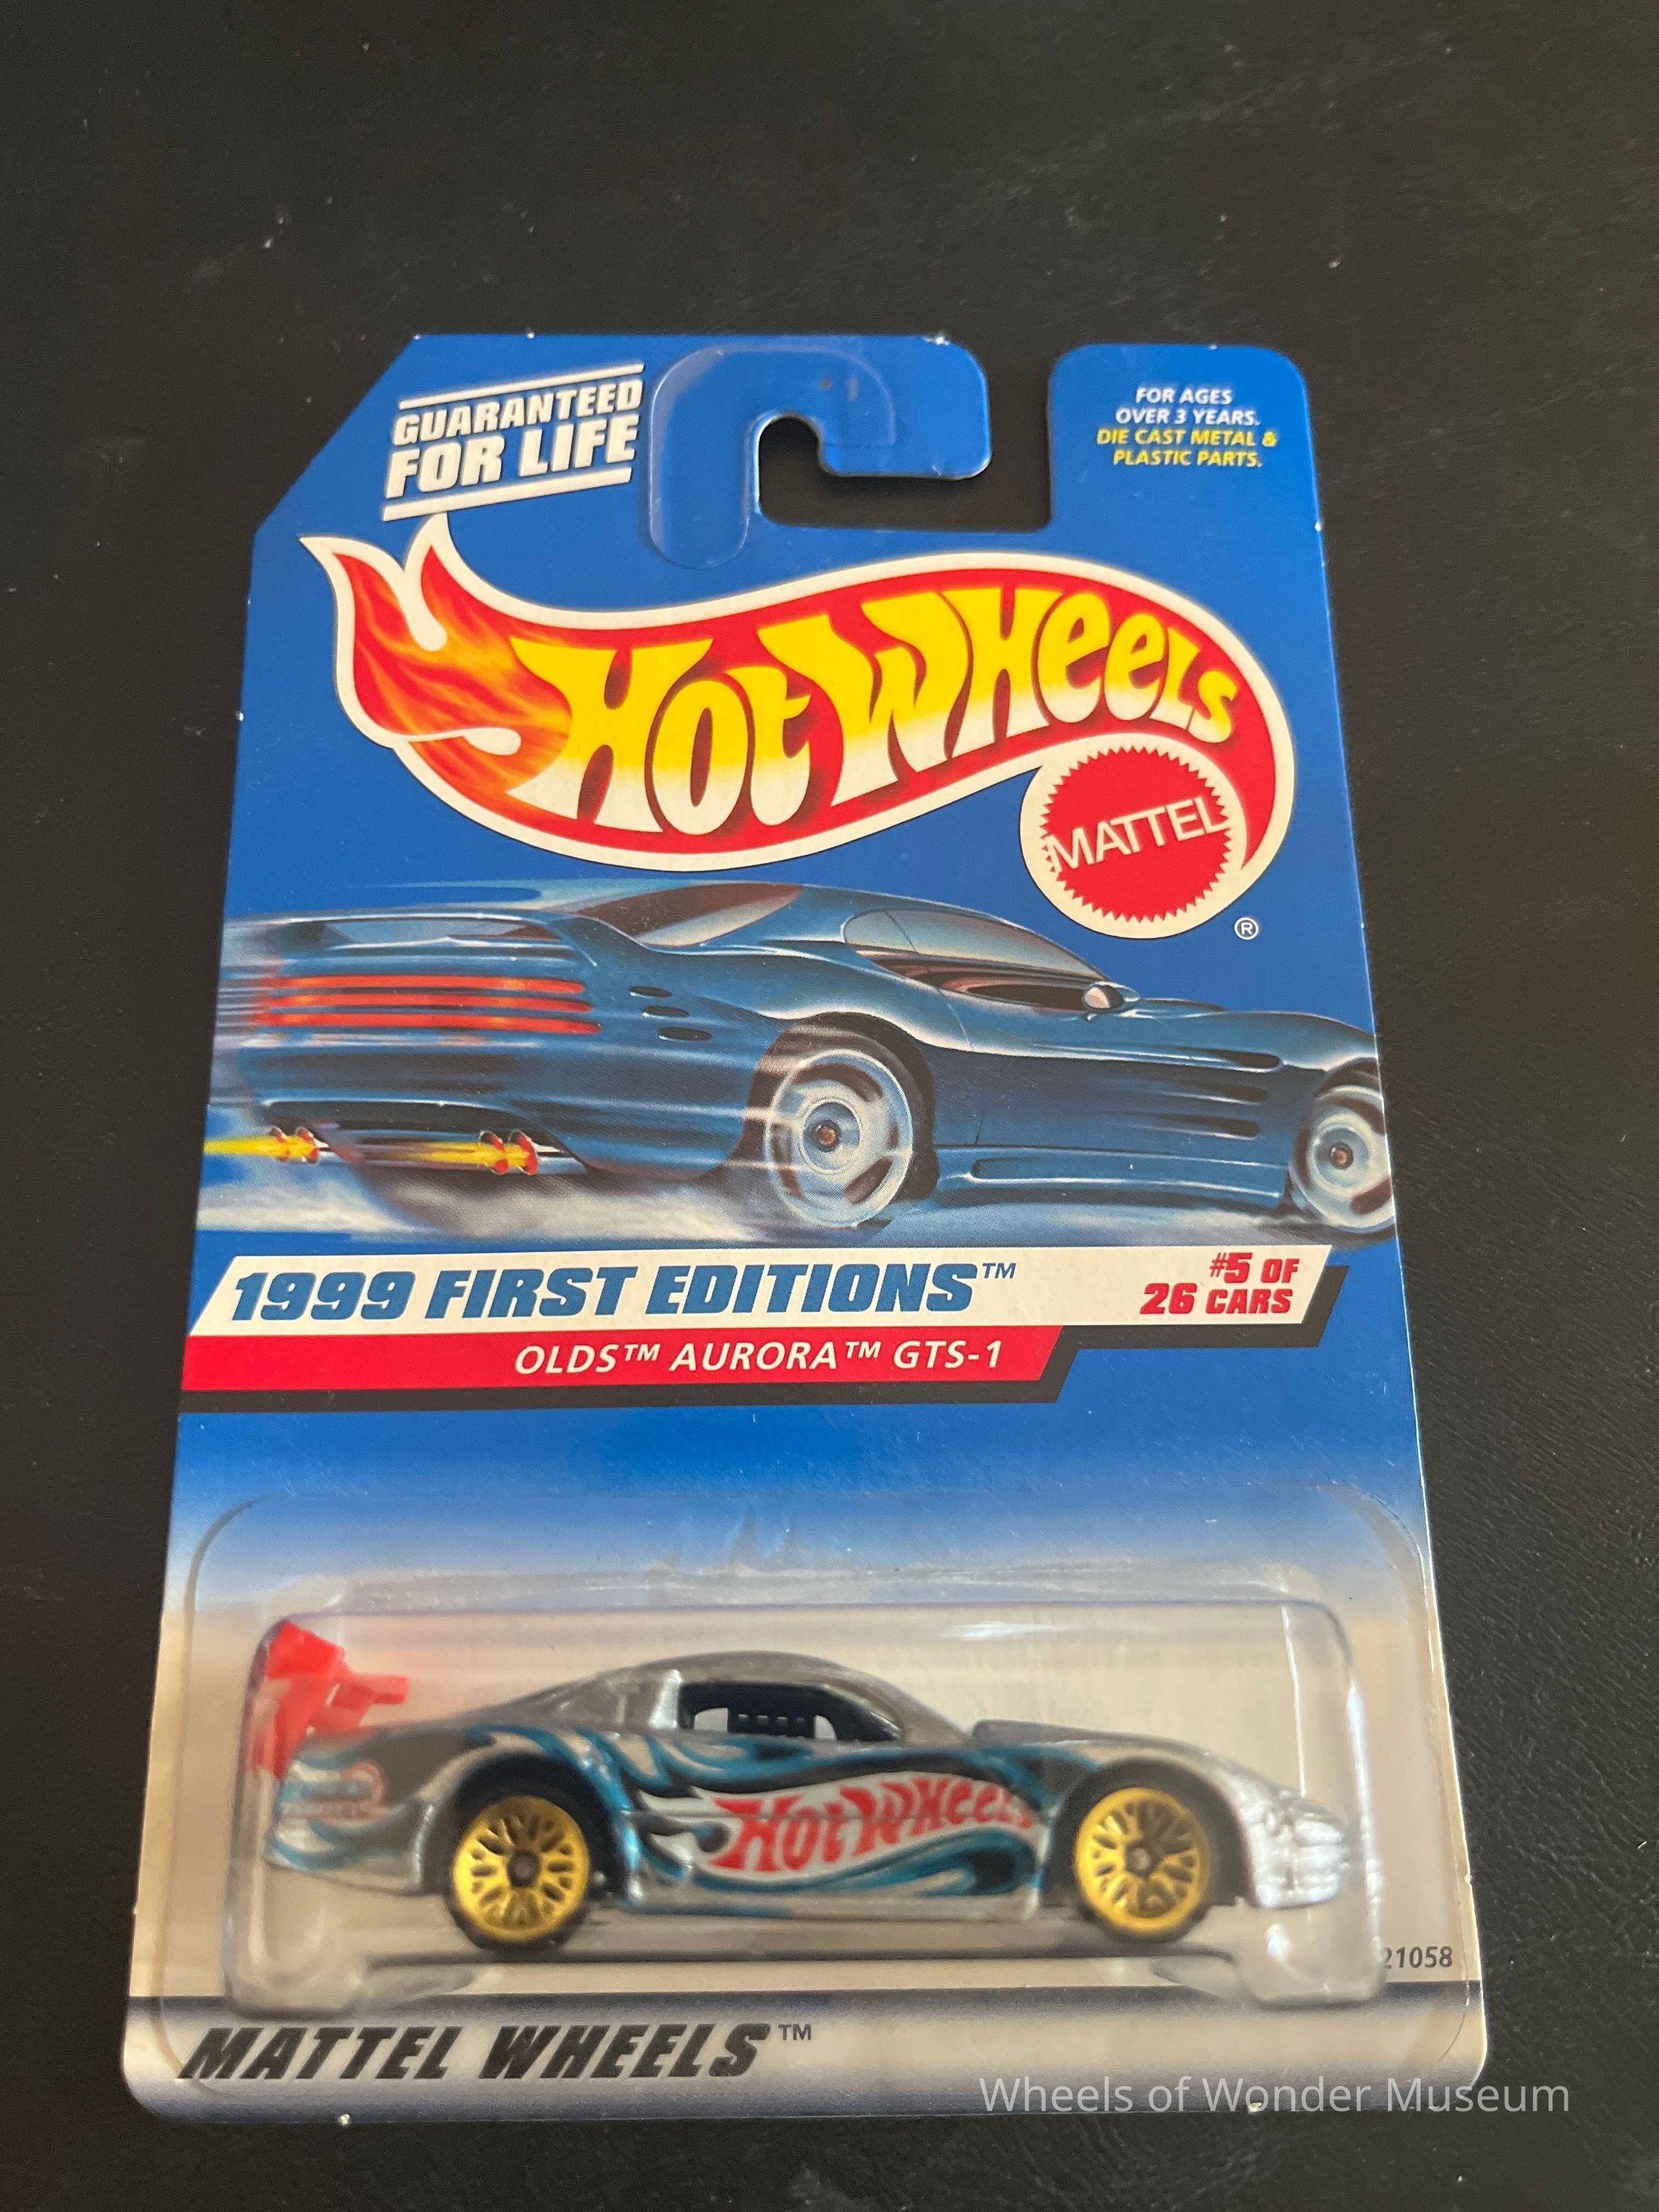 GUARANTEED
FOR LIFE
FOR AGES
OVER 3 YEARS.
DIE CAST METAL &
PLASTIC PARTS.
HOT WHEELS
MATTEL
®
1999 FIRST EDITIONS™
#5 OF
26 CARS
OLDS™ AURORA™ GTS-1
HOT WHEELS
21058
MATTEL WHEELS™
Wheels of Wonder Museum